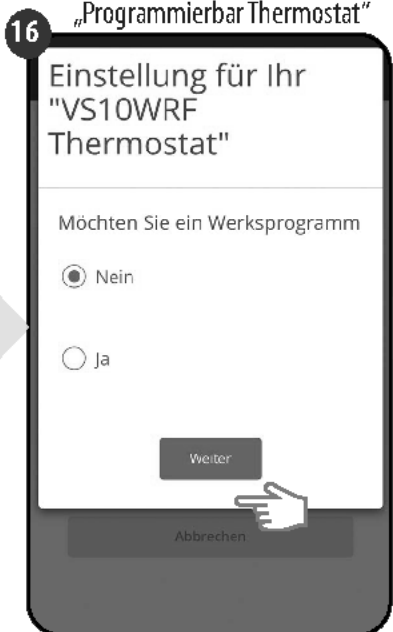 „Programmierbar Thermostat“
16
Einstellung für Ihr
"VS10WRF
Thermostat"
Möchten Sie ein Werksprogramm
Nein
Ja
Weiter
Abbrechen